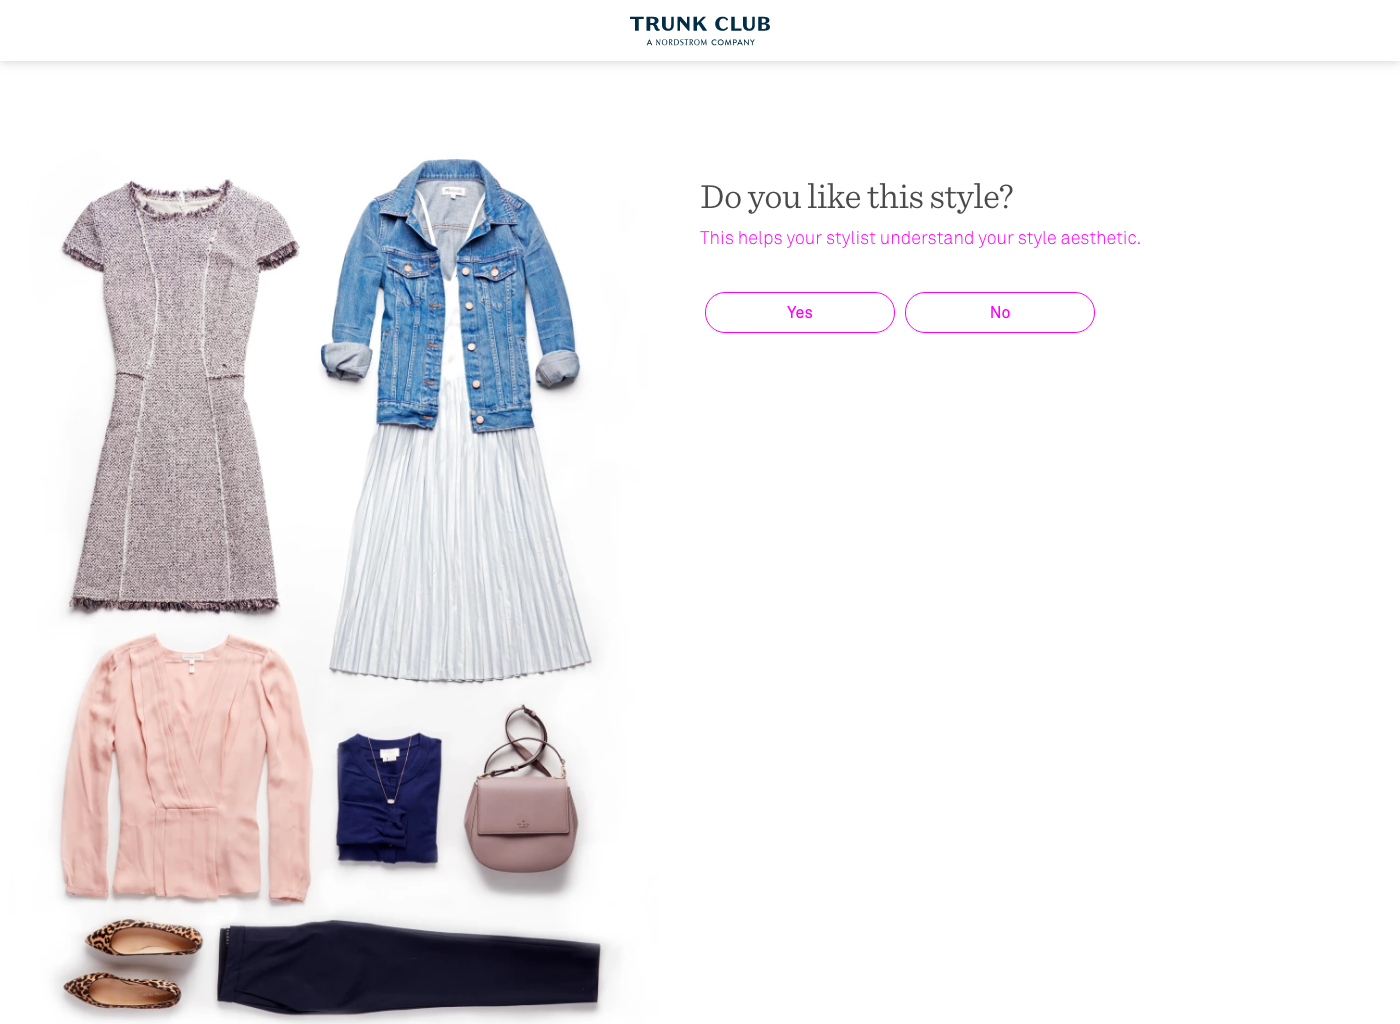 TRUNK CLUB
A NORDSTROM COMPANY
Do you like this style?
This helps your stylist understand your style aesthetic.
Yes
No